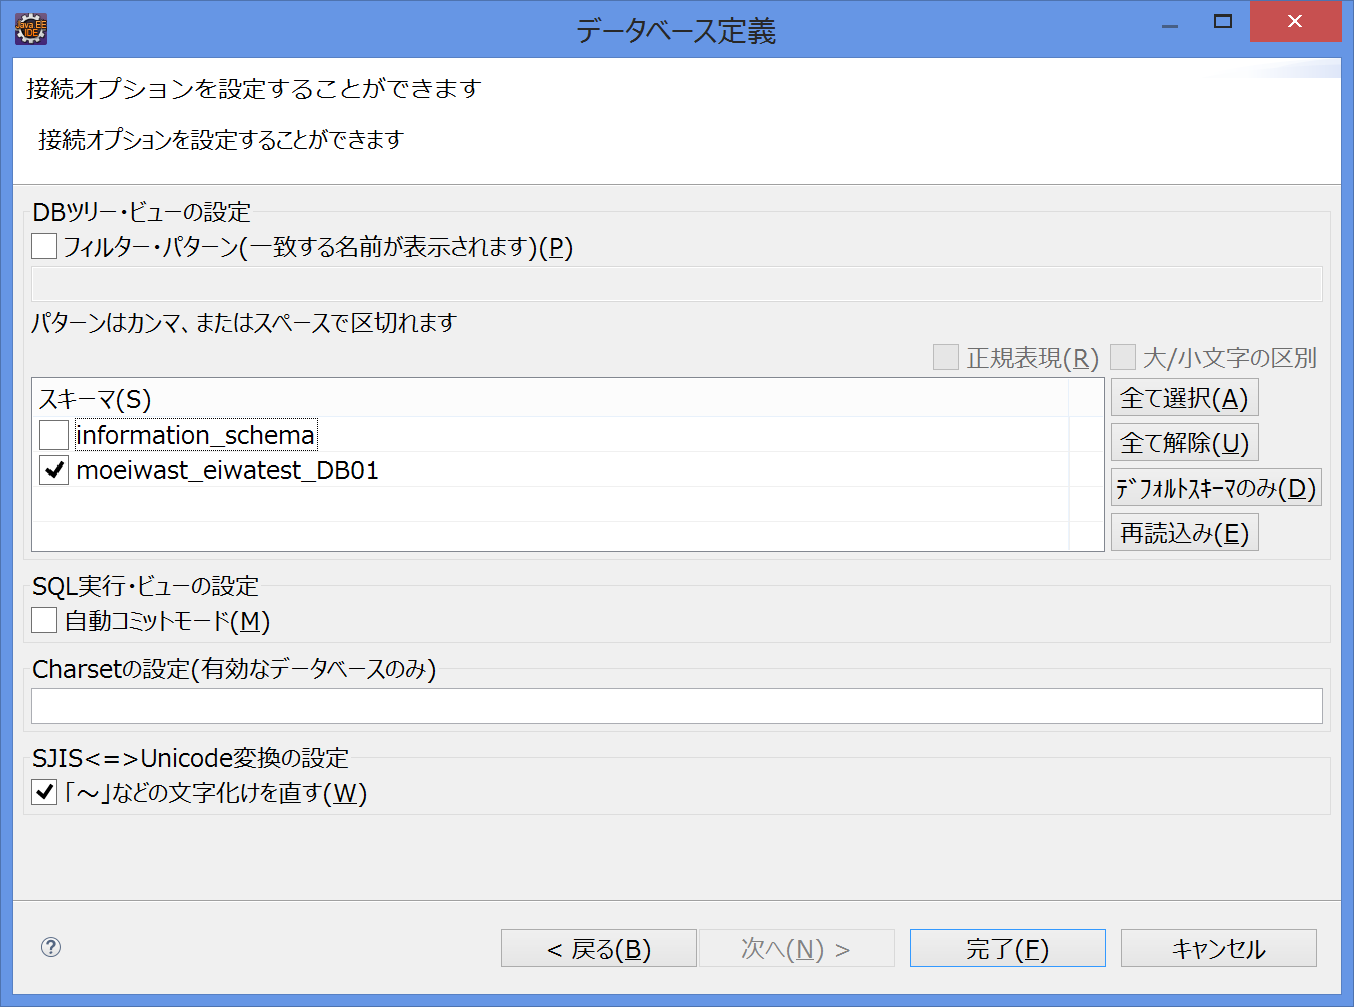 Java EE
IDE
データベース定義
接続オプションを設定することができます
接続オプションを設定することができます
DBツリー・ビューの設定
フィルター・パターン(一致する名前が表示されます)(P)
パターンはカンマ、またはスペースで区切れます
正規表現(R) 大/小文字の区別
スキーマ(S)
全て選択(A)
information_schema
全て解除(U)
moeiwast_eiwatest_DB01
ﾃﾞﾌｫﾙﾄｽｷｰﾏのみ(D)
再読込み(E)
SQL実行・ビューの設定
自動コミットモード(M)
Charsetの設定(有効なデータベースのみ)
SJIS<=>Unicode変換の設定
「～」などの文字化けを直す(W)
< 戻る(B) 次へ(N) > 完了(F) キャンセル